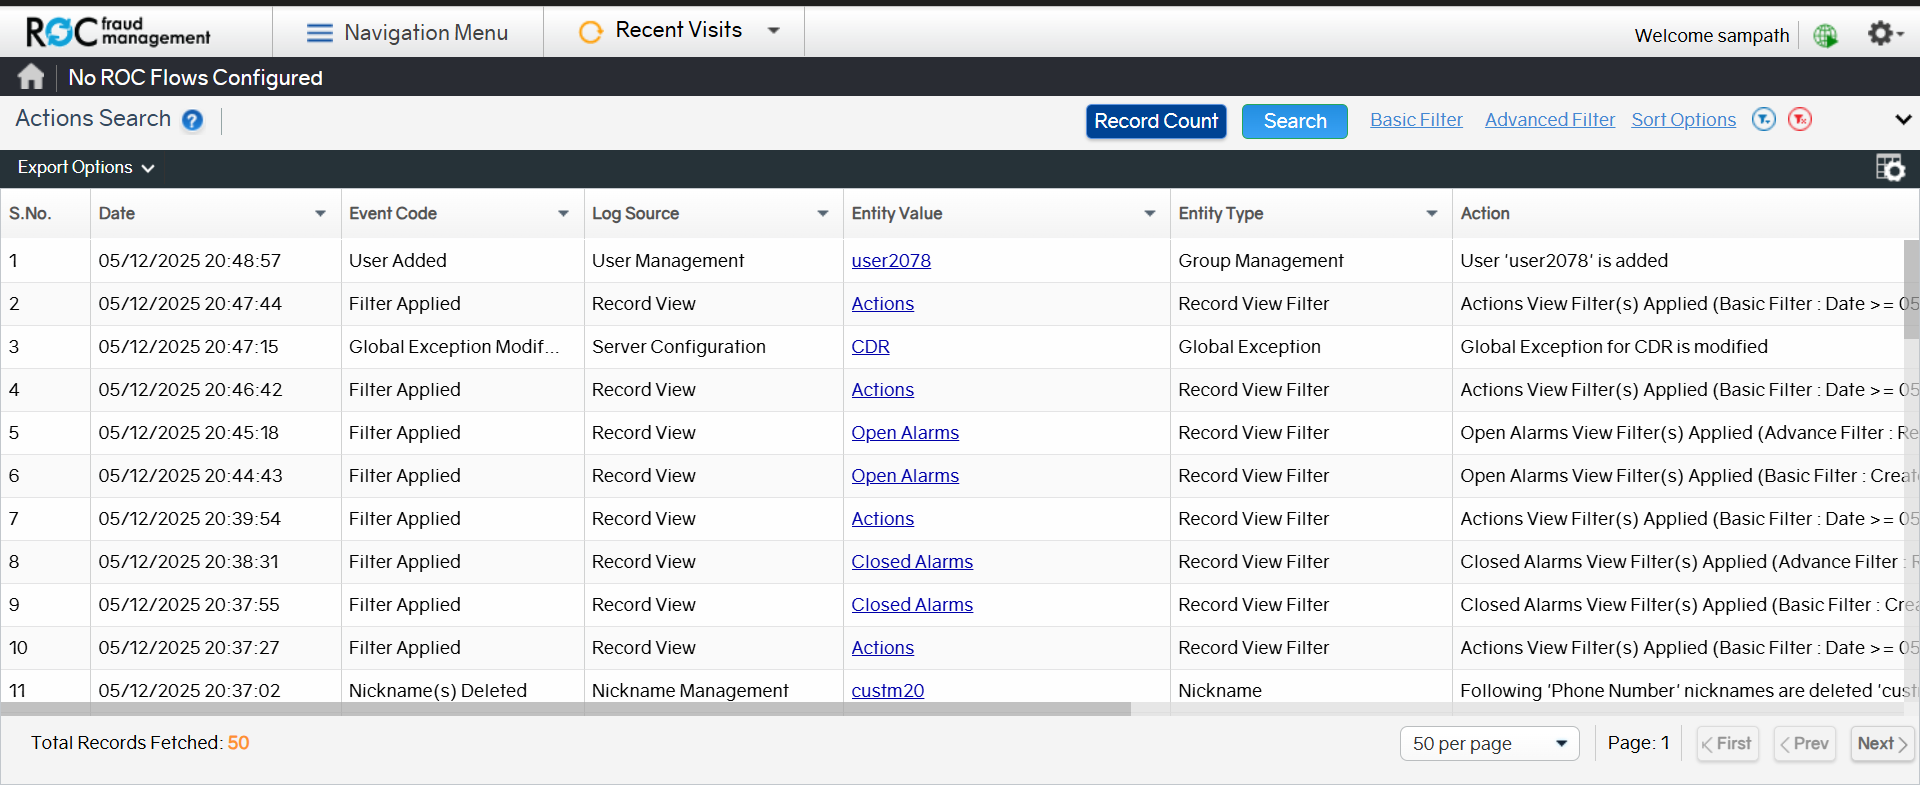 ROC fraud management
Navigation Menu
Recent Visits
Welcome sampath
No ROC Flows Configured
Actions Search ?
Record Count Search Basic Filter Advanced Filter Sort Options
Export Options
S.No. Date Event Code Log Source Entity Value Entity Type Action
1 05/12/2025 20:48:57 User Added User Management user2078 Group Management User 'user2078' is added
2 05/12/2025 20:47:44 Filter Applied Record View Actions Record View Filter Actions View Filter(s) Applied (Basic Filter : Date >= 05
3 05/12/2025 20:47:15 Global Exception Modif... Server Configuration CDR Global Exception Global Exception for CDR is modified
4 05/12/2025 20:46:42 Filter Applied Record View Actions Record View Filter Actions View Filter(s) Applied (Basic Filter : Date >= 05
5 05/12/2025 20:45:18 Filter Applied Record View Open Alarms Record View Filter Open Alarms View Filter(s) Applied (Advance Filter : Re
6 05/12/2025 20:44:43 Filter Applied Record View Open Alarms Record View Filter Open Alarms View Filter(s) Applied (Basic Filter : Creat
7 05/12/2025 20:39:54 Filter Applied Record View Actions Record View Filter Actions View Filter(s) Applied (Basic Filter : Date >= 05
8 05/12/2025 20:38:31 Filter Applied Record View Closed Alarms Record View Filter Closed Alarms View Filter(s) Applied (Advance Filter : R
9 05/12/2025 20:37:55 Filter Applied Record View Closed Alarms Record View Filter Closed Alarms View Filter(s) Applied (Basic Filter : Crea
10 05/12/2025 20:37:27 Filter Applied Record View Actions Record View Filter Actions View Filter(s) Applied (Basic Filter : Date >= 05
11 05/12/2025 20:37:02 Nickname(s) Deleted Nickname Management custm20 Nickname Following 'Phone Number' nicknames are deleted 'cust
Total Records Fetched: 50
50 per page Page: 1 First Prev Next